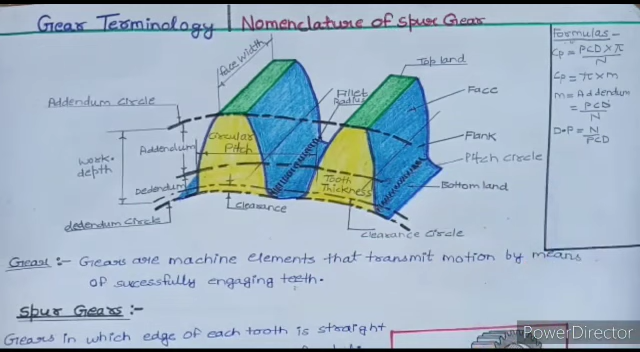 Gear Terminology | Nomenclature of Spur Gear
Formulas -
Cp = PCD × π / N
Cp = π × m
m = Addendum
= PCD / N
D.P = N / PCD
face width
Top land
Addendum Circle
Fillet
Radius
Face
Circular
Pitch
Addendum
Flank
work.
depth
Pitch Circle
Tooth
Thickness
Dedendum
Bottom land
Clearance
dedendum Circle
Clearance Circle
Gear :- Gears are machine elements that transmit motion by means
of sucessfully engaging teeth.
Spur Gears :-
Gears in which edge of each tooth is straight
PowerDirector